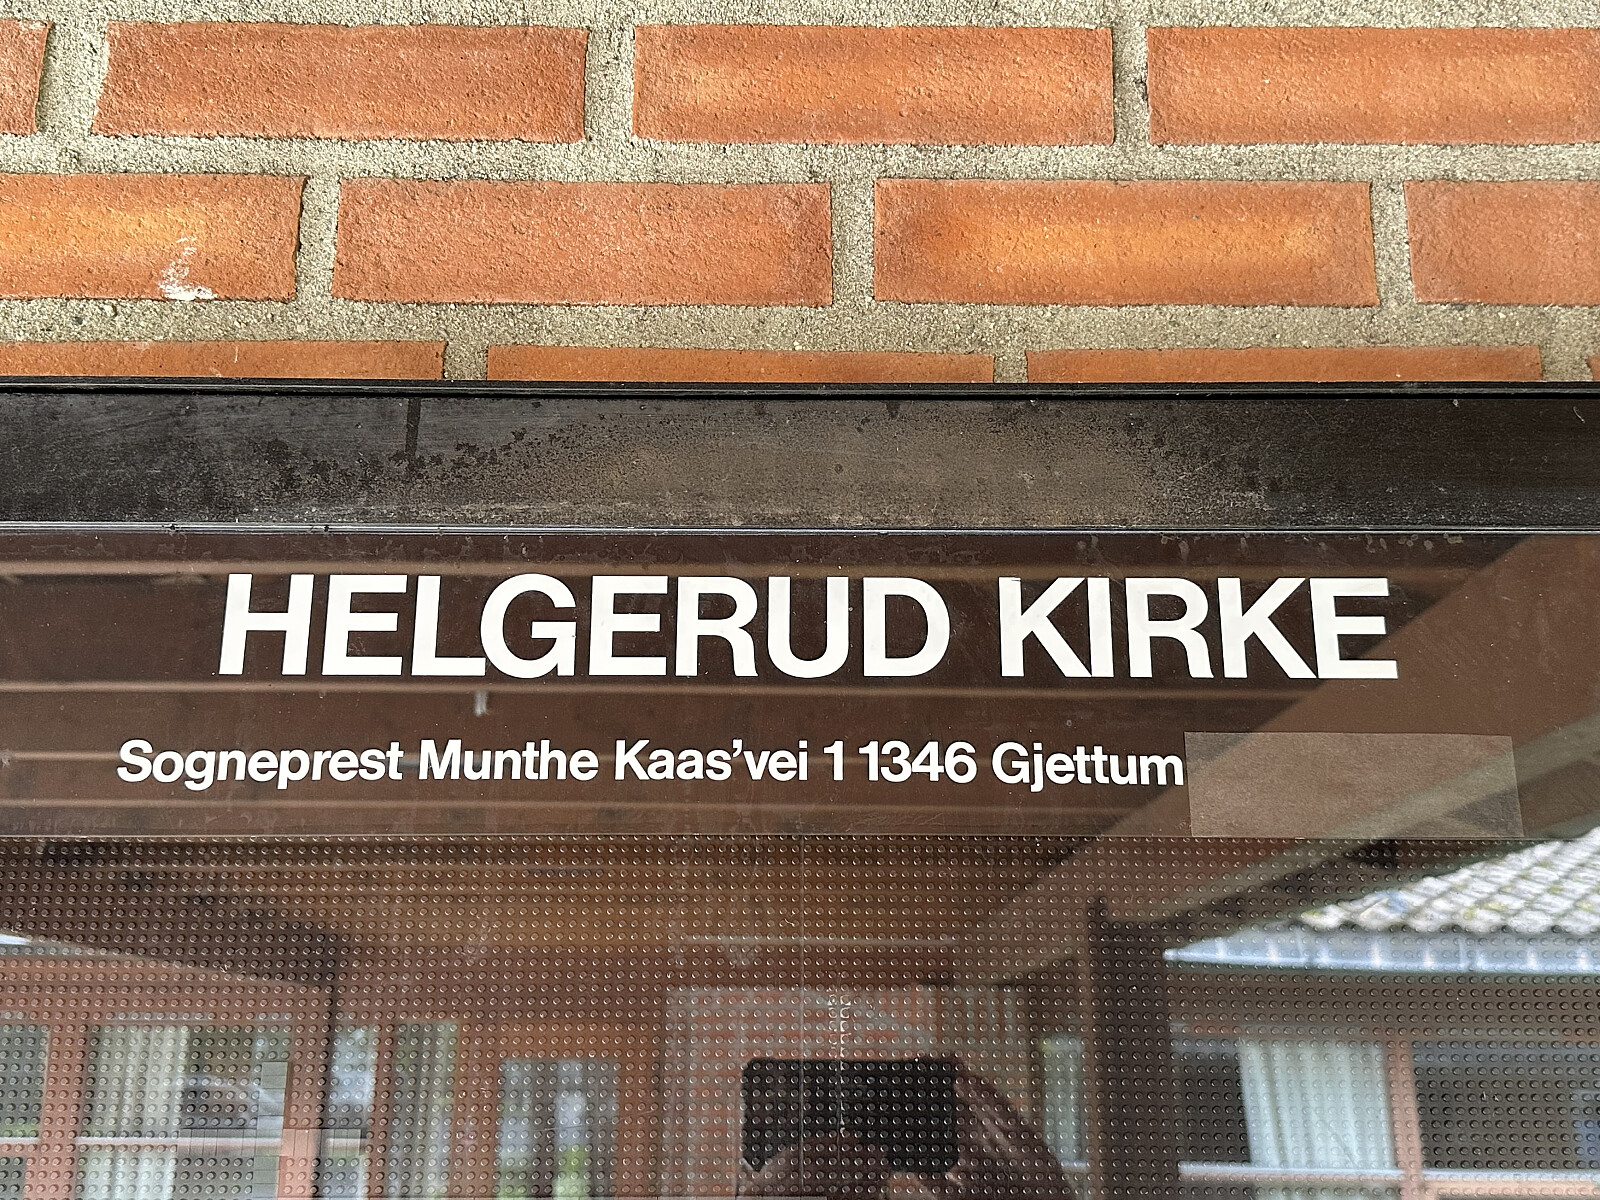 HELGERUD KIRKE
Sogneprest Munthe Kaas'vei 1 1346 Gjettum